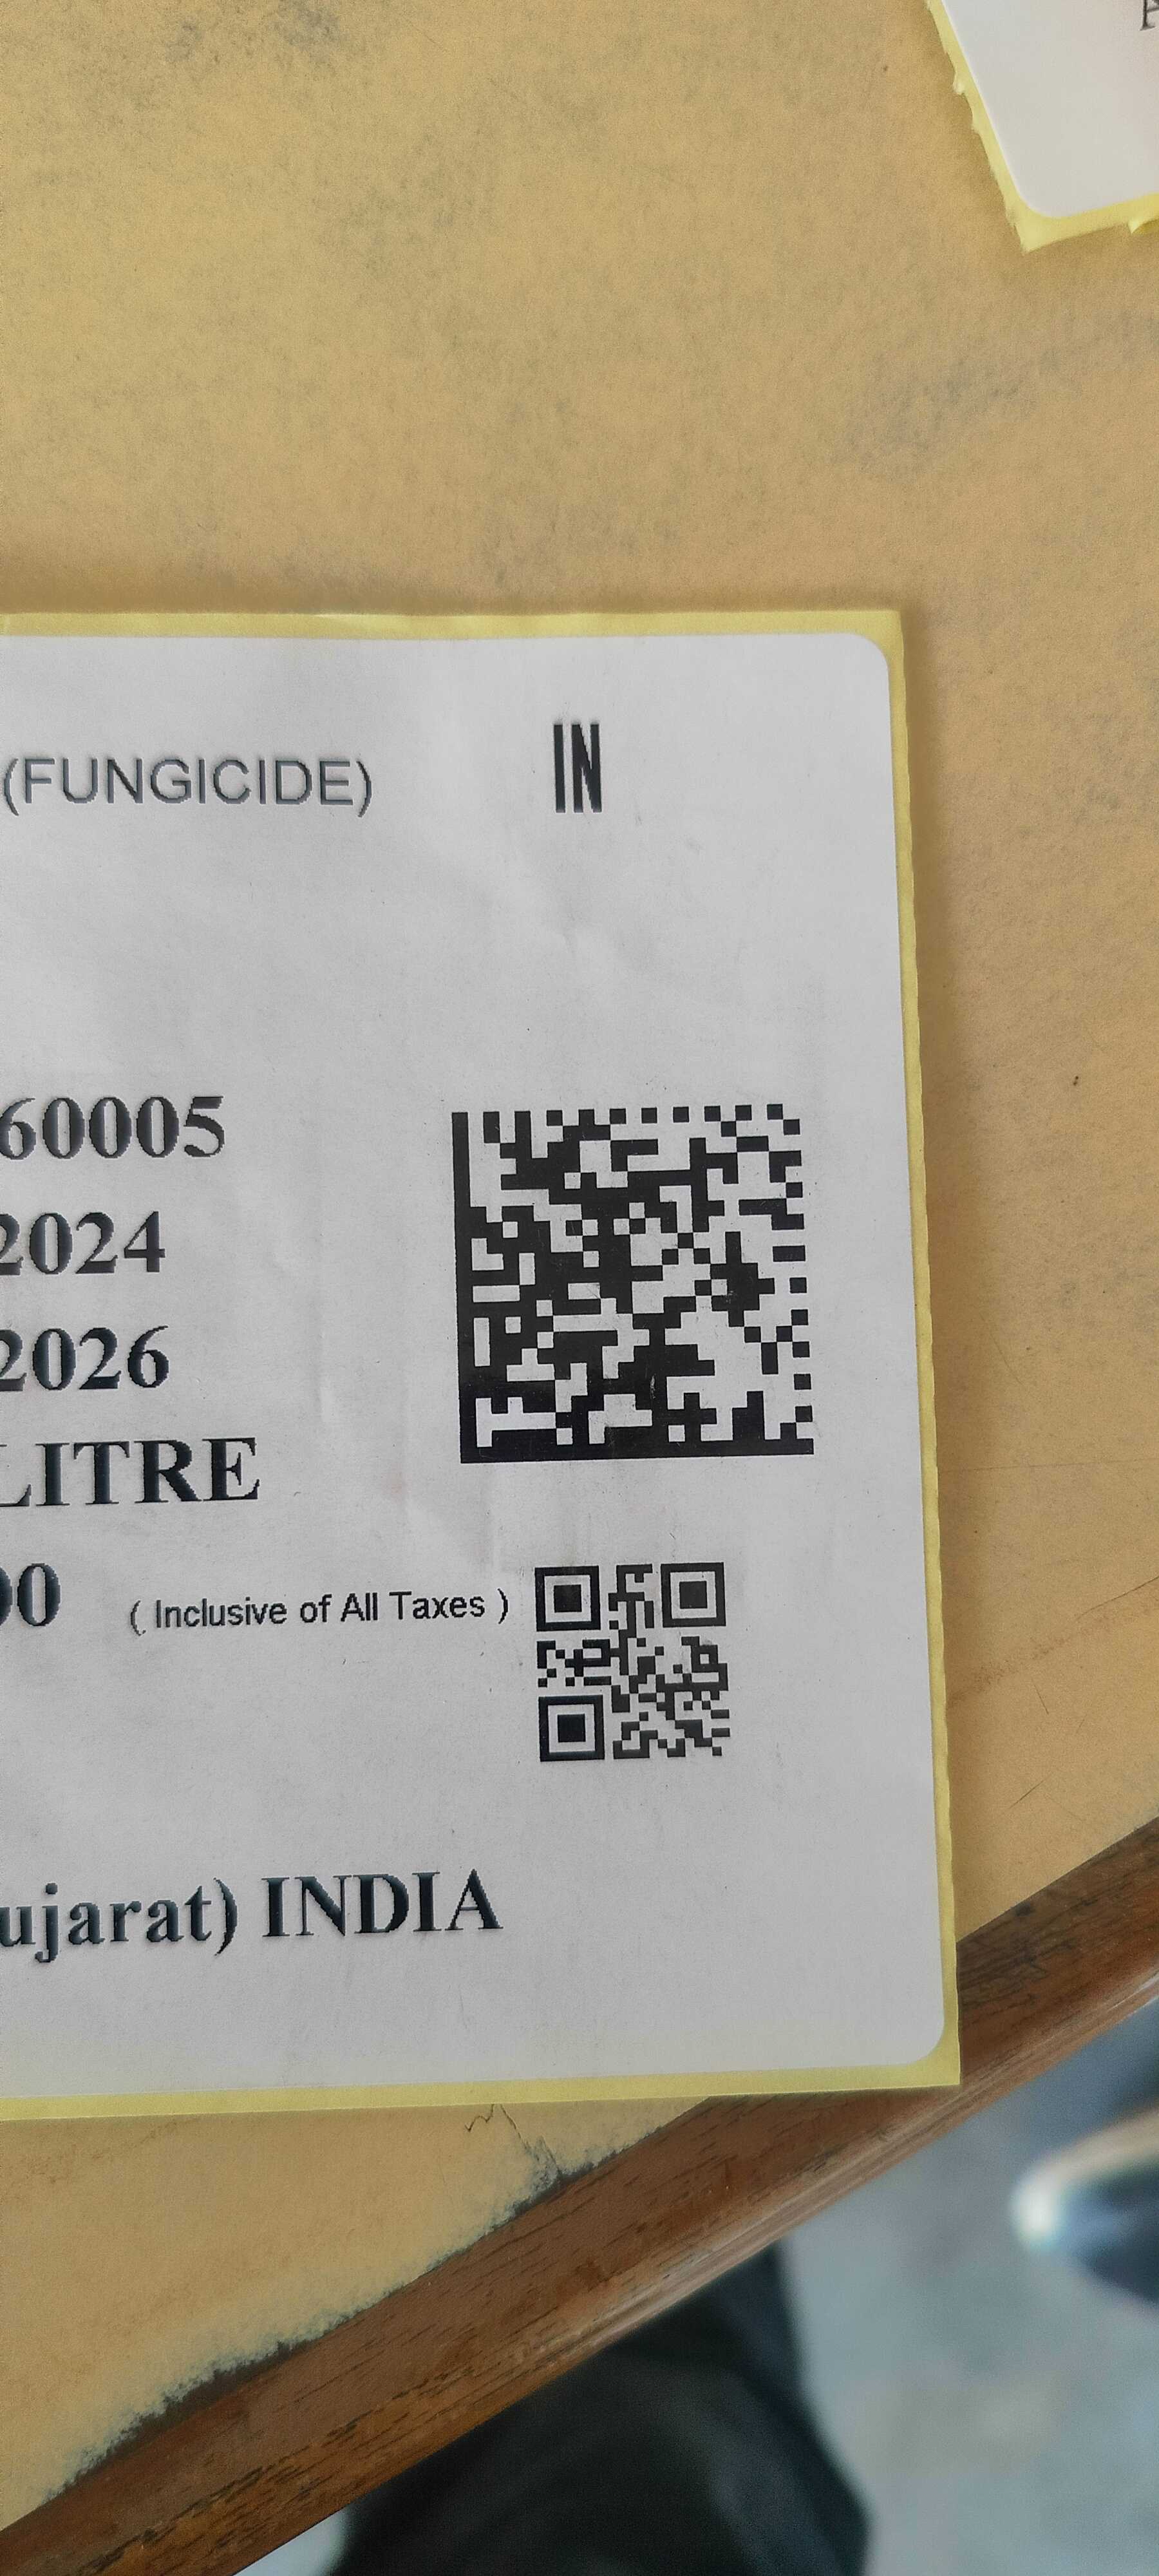 (FUNGICIDE) IN
60005
2024
2026
LITRE
00 ( Inclusive of All Taxes )
ujarat) INDIA